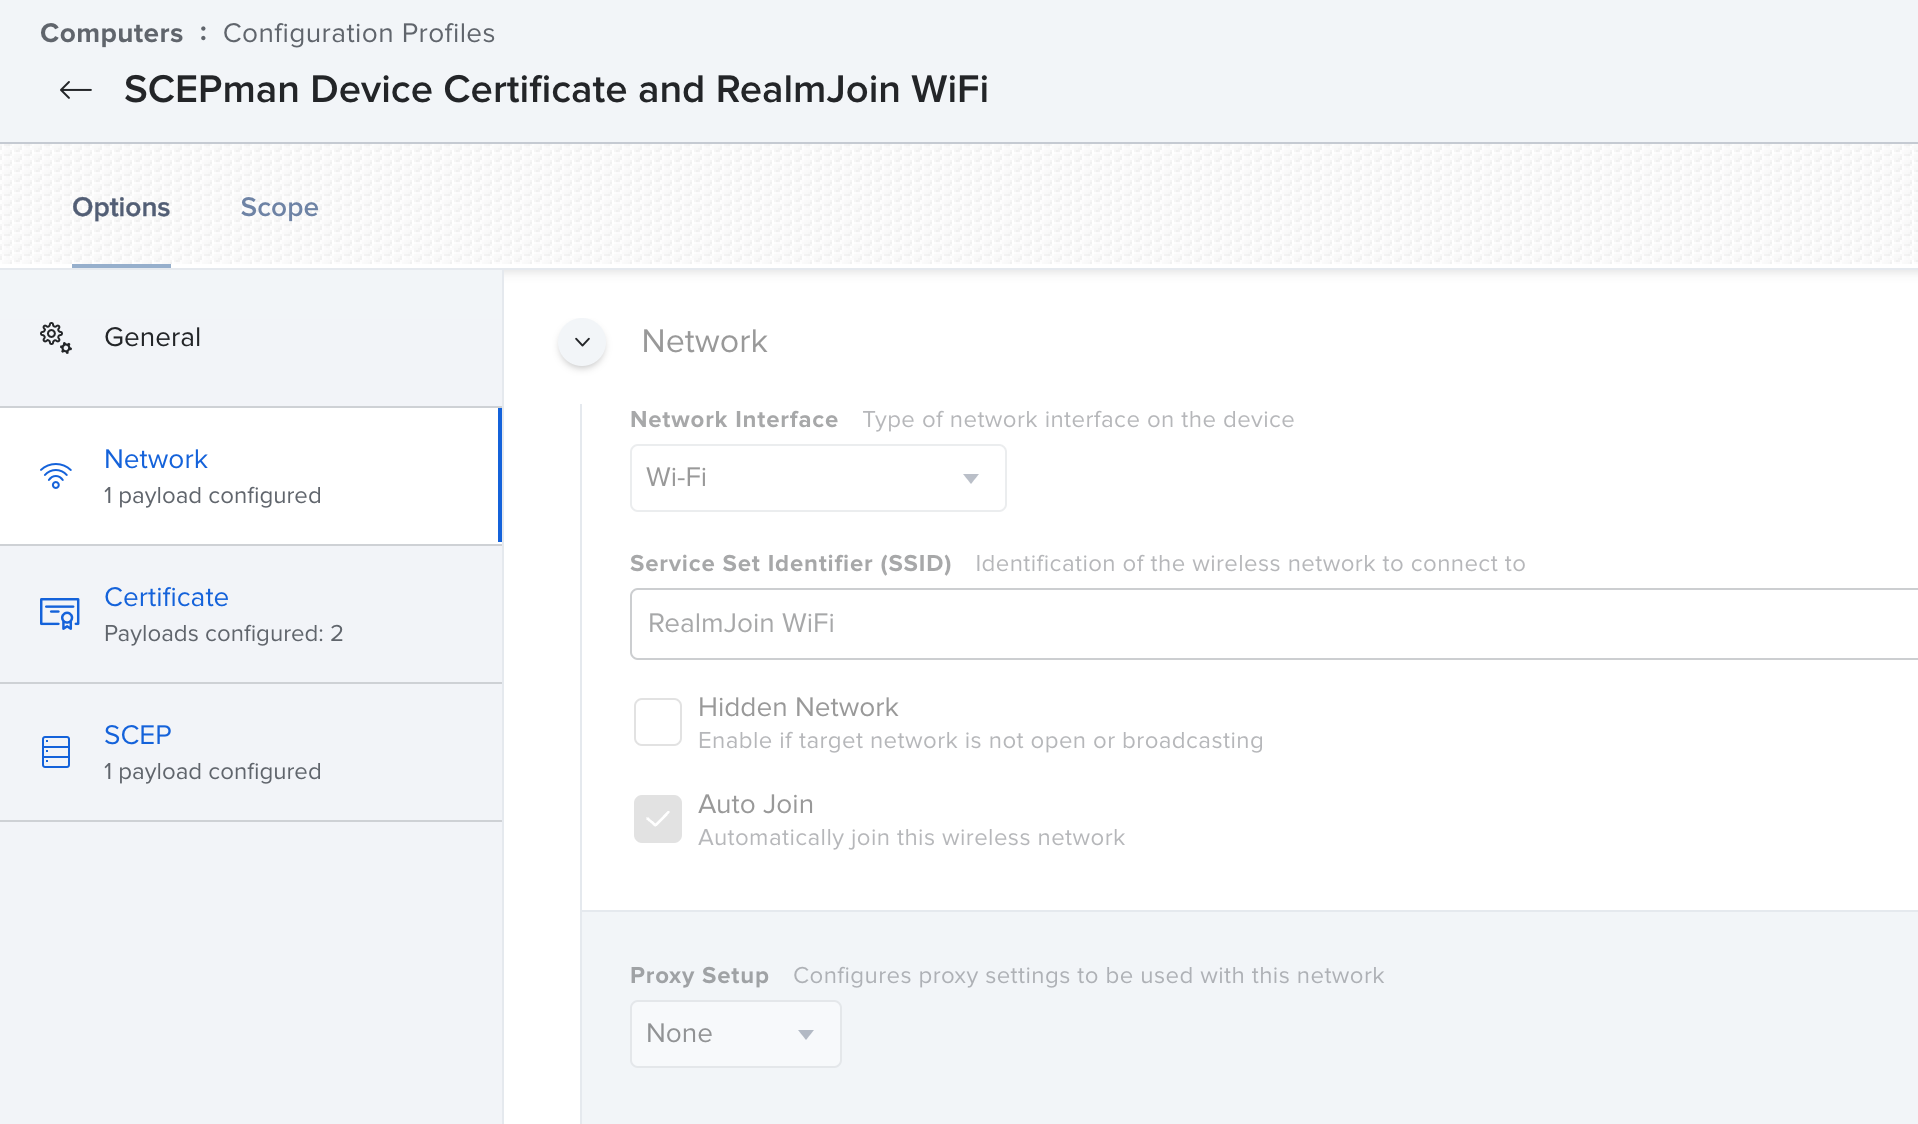 Computers : Configuration Profiles
SCEPman Device Certificate and RealmJoin WiFi
Options Scope
General
Network
1 payload configured
Certificate
Payloads configured: 2
SCEP
1 payload configured
Network
Network Interface Type of network interface on the device
Wi-Fi
Service Set Identifier (SSID) Identification of the wireless network to connect to
RealmJoin WiFi
Hidden Network
Enable if target network is not open or broadcasting
Auto Join
Automatically join this wireless network
Proxy Setup Configures proxy settings to be used with this network
None